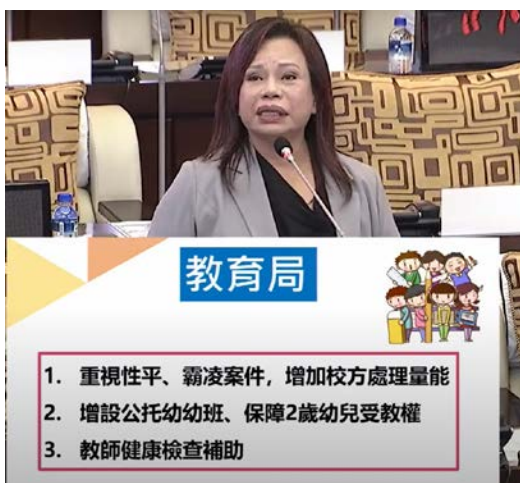 教育局
1. 重視性平、霸凌案件，增加校方處理量能
2. 增設公托幼幼班、保障2歲幼兒受教權
3. 教師健康檢查補助